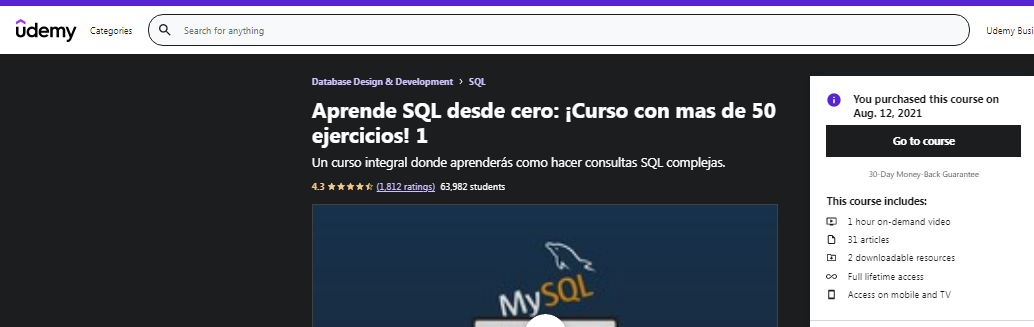 udemy
Categories
Search for anything
Udemy Busi
Database Design & Development > SQL
Aprende SQL desde cero: ¡Curso con mas de 50
ejercicios! 1
Un curso integral donde aprenderás como hacer consultas SQL complejas.
4.3 (1,812 ratings) 63,982 students
MySQL
You purchased this course on
Aug. 12, 2021
Go to course
30-Day Money-Back Guarantee
This course includes:
1 hour on-demand video
31 articles
2 downloadable resources
Full lifetime access
Access on mobile and TV